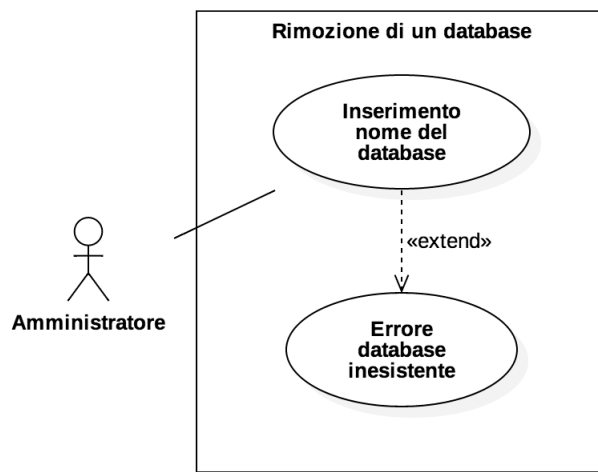 Rimozione di un database
Inserimento
nome del
database
«extend»
Amministratore
Errore
database
inesistente